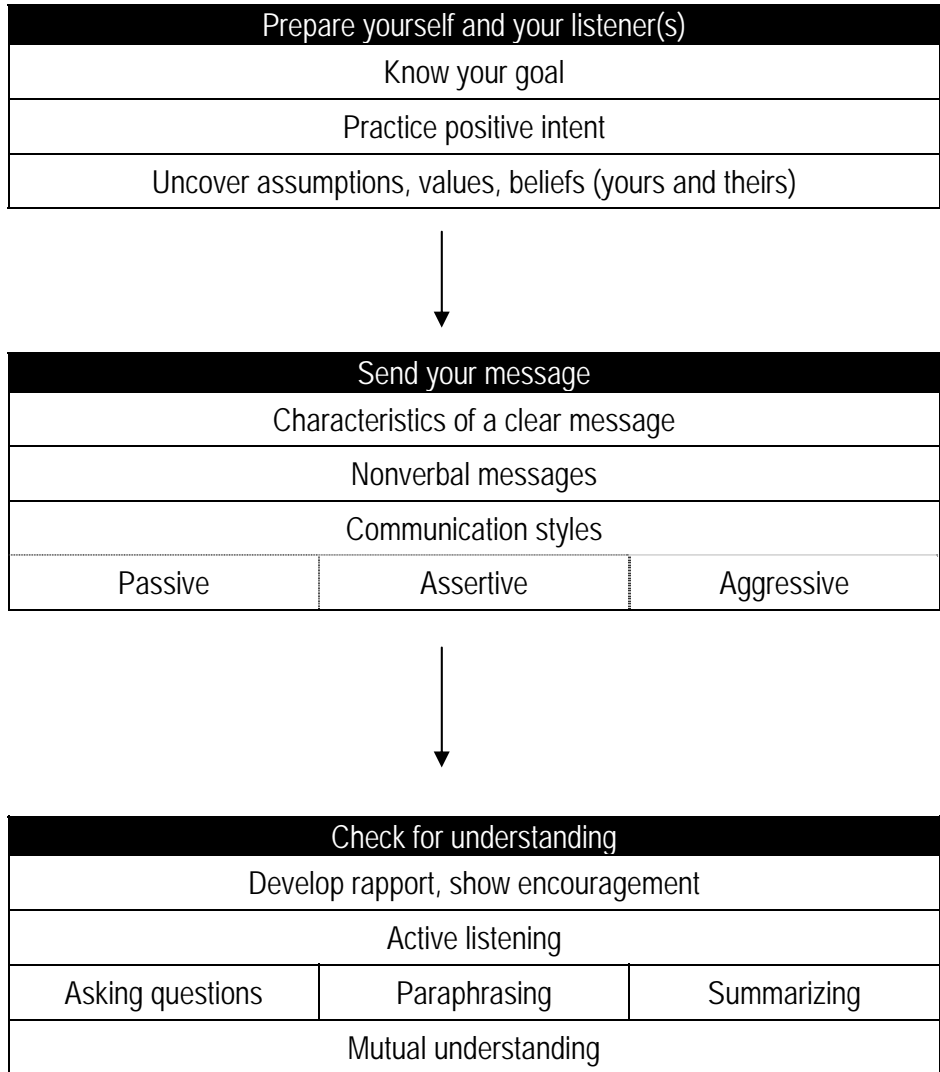 Prepare yourself and your listener(s)
Know your goal
Practice positive intent
Uncover assumptions, values, beliefs (yours and theirs)
Send your message
Characteristics of a clear message
Nonverbal messages
Communication styles
Passive Assertive Aggressive
Check for understanding
Develop rapport, show encouragement
Active listening
Asking questions Paraphrasing Summarizing
Mutual understanding